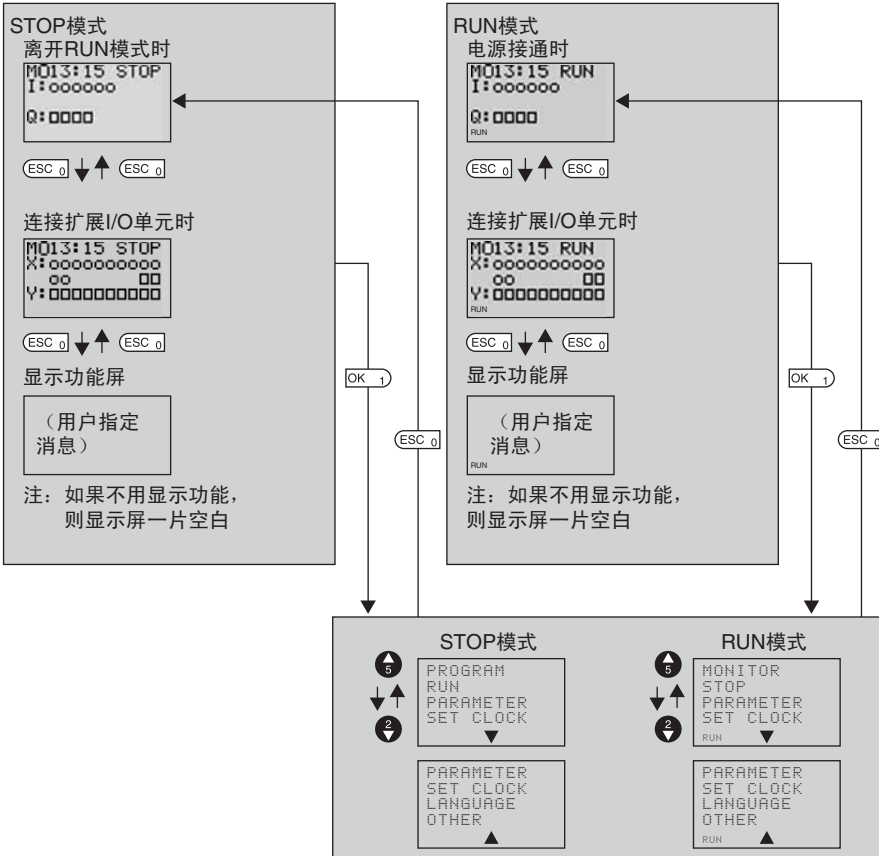 STOP模式
离开RUN模式时
MO13:15 STOP
I:oooooo
Q:□□□□
ESC 0
ESC 0
连接扩展I/O单元时
MO13:15 STOP
X:oooooooooo
oo □□
Y:□□□□□□□□□□
ESC 0
ESC 0
显示功能屏
（用户指定
消息）
注：如果不用显示功能，
则显示屏一片空白
OK 1
ESC 0
RUN模式
电源接通时
MO13:15 RUN
I:oooooo
Q:□□□□
RUN
ESC 0
ESC 0
连接扩展I/O单元时
MO13:15 RUN
X:oooooooooo
oo □□
Y:□□□□□□□□□□
RUN
ESC 0
ESC 0
显示功能屏
（用户指定
消息）
RUN
注：如果不用显示功能，
则显示屏一片空白
OK 1
ESC 0
STOP模式
5
2
PROGRAM
RUN
PARAMETER
SET CLOCK
PARAMETER
SET CLOCK
LANGUAGE
OTHER
RUN模式
5
2
MONITOR
STOP
PARAMETER
SET CLOCK
RUN
PARAMETER
SET CLOCK
LANGUAGE
OTHER
RUN